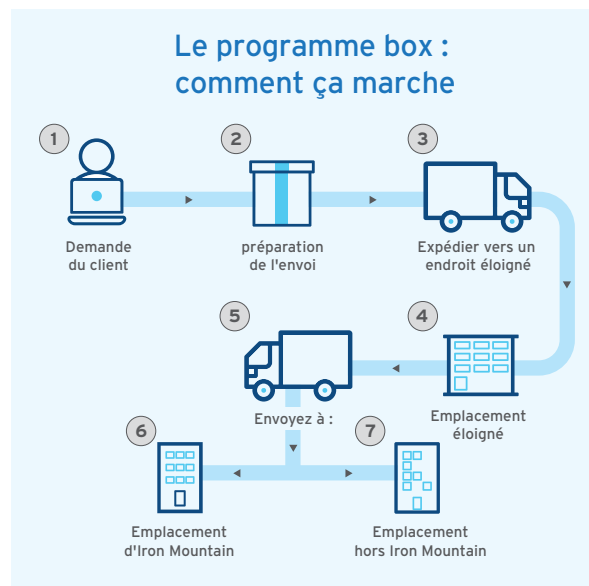 Le programme box :
comment ça marche
1
2
3
Demande
du client
préparation
de l'envoi
Expédier vers un
endroit éloigné
5
4
Envoyez à :
Emplacement
éloigné
6
7
Emplacement
d'Iron Mountain
Emplacement
hors Iron Mountain